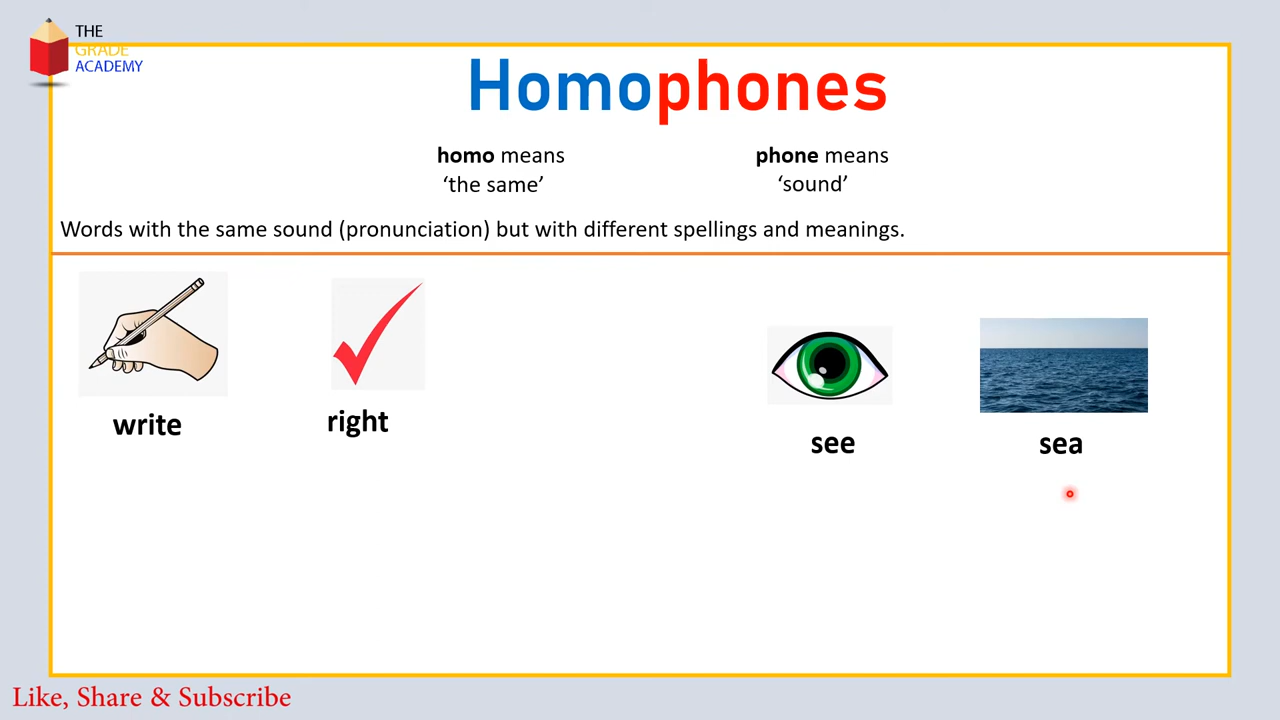 THE
GRADE
ACADEMY
Homophones
homo means
‘the same’
phone means
‘sound’
Words with the same sound (pronunciation) but with different spellings and meanings.
write
right
see
sea
Like, Share & Subscribe